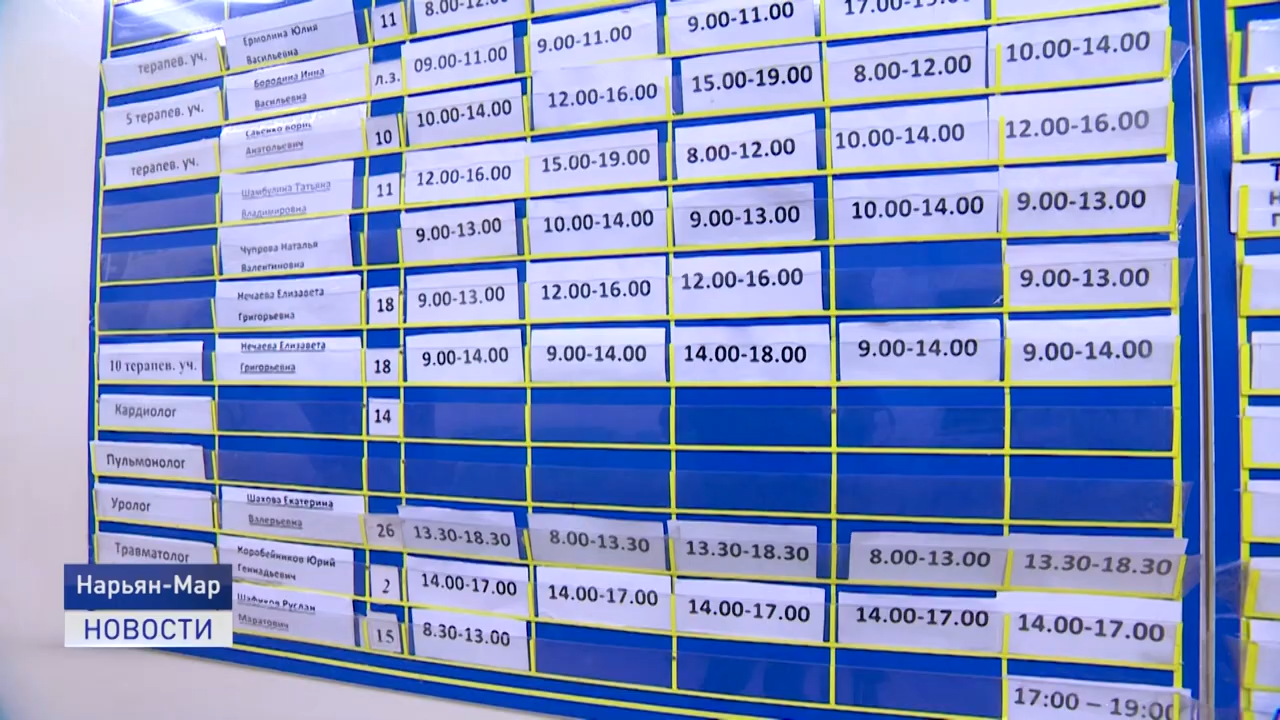 Ермолина Юлия
Васильевна
11
8.00-12.00
9.00-11.00
терапев. уч.
Бородина Инна
Васильевна
л.з.
09.00-11.00
9.00-11.00
15.00-19.00
8.00-12.00
10.00-14.00
5 терапев. уч.
Анатольевич
10
10.00-14.00
12.00-16.00
8.00-12.00
10.00-14.00
12.00-16.00
терапев. уч.
Шамбулина Татьяна
Владимировна
11
12.00-16.00
15.00-19.00
9.00-13.00
10.00-14.00
9.00-13.00
Чупрова Наталья
Валентиновна
9.00-13.00
10.00-14.00
12.00-16.00
9.00-13.00
Нечаева Елизавета
Григорьевна
18
9.00-13.00
12.00-16.00
10 терапев. уч.
Нечаева Елизавета
Григорьевна
18
9.00-14.00
9.00-14.00
14.00-18.00
9.00-14.00
9.00-14.00
Кардиолог
14
Пульмонолог
Уролог
Шахова Екатерина
Валерьевна
26
13.30-18.30
8.00-13.30
13.30-18.30
8.00-13.00
13.30-18.30
Травматолог
Коробейников Юрий
Геннадьевич
2
14.00-17.00
14.00-17.00
14.00-17.00
14.00-17.00
14.00-17.00
Руслан
Маратович
15
8.30-13.00
17:00 – 19:00
Нарьян-Мар
НОВОСТИ